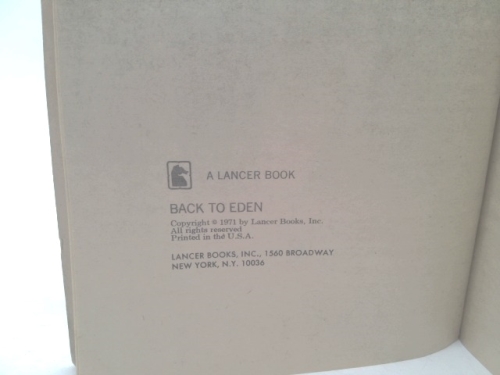 A LANCER BOOK
BACK TO EDEN
Copyright © 1971 by Lancer Books, Inc.
All rights reserved
Printed in the U.S.A.
LANCER BOOKS, INC., 1560 BROADWAY
NEW YORK, N.Y. 10036